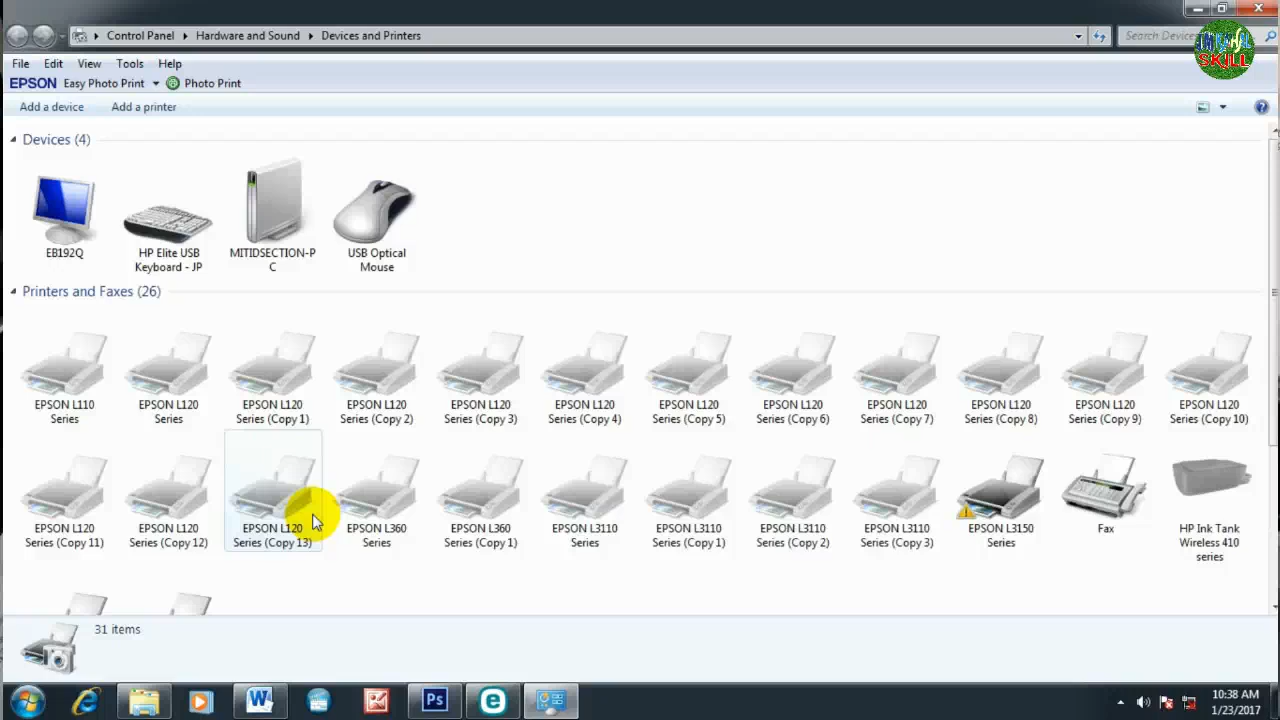 Control Panel Hardware and Sound Devices and Printers Search Devic
SKILL
File Edit View Tools Help
EPSON Easy Photo Print Photo Print
Add a device Add a printer
Devices (4)
EB192Q
HP Elite USB
Keyboard - JP
MITIDSECTION-P
C
USB Optical
Mouse
Printers and Faxes (26)
EPSON L110
Series
EPSON L120
Series
EPSON L120
Series (Copy 1)
EPSON L120
Series (Copy 2)
EPSON L120
Series (Copy 3)
EPSON L120
Series (Copy 4)
EPSON L120
Series (Copy 5)
EPSON L120
Series (Copy 6)
EPSON L120
Series (Copy 7)
EPSON L120
Series (Copy 8)
EPSON L120
Series (Copy 9)
EPSON L120
Series (Copy 10)
EPSON L120
Series (Copy 11)
EPSON L120
Series (Copy 12)
EPSON L120
Series (Copy 13)
EPSON L360
Series
EPSON L360
Series (Copy 1)
EPSON L3110
Series
EPSON L3110
Series (Copy 1)
EPSON L3110
Series (Copy 2)
EPSON L3110
Series (Copy 3)
EPSON L3150
Series
Fax
HP Ink Tank
Wireless 410
series
31 items
W
Ps
10:38 AM
1/23/2017